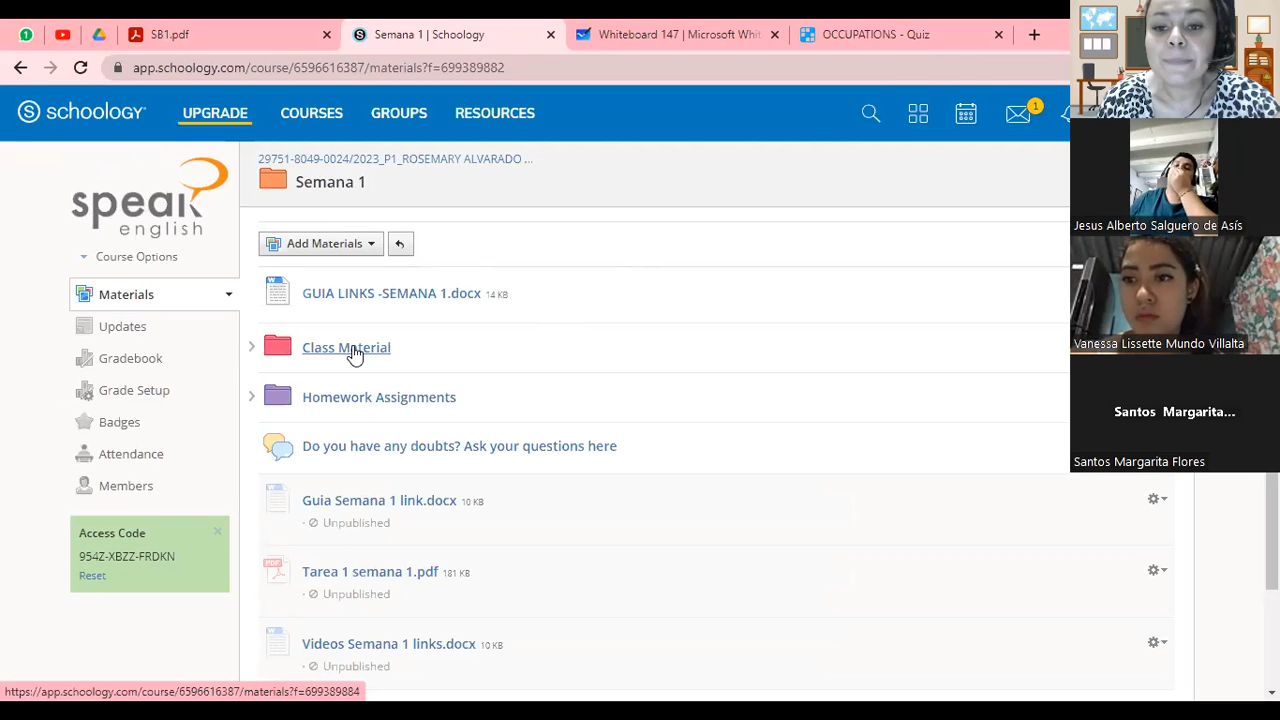 SB1.pdf
Semana 1 | Schoology
Whiteboard 147 | Microsoft Whit
OCCUPATIONS - Quiz
app.schoology.com/course/6596616387/materials?f=699389882
schoology
UPGRADE
COURSES
GROUPS
RESOURCES
1
29751-8049-0024/2023_P1_ROSEMARY ALVARADO ...
Semana 1
speak
english
Course Options
Materials
Updates
Gradebook
Grade Setup
Badges
Attendance
Members
Access Code
954Z-XBZZ-FRDKN
Reset
Add Materials
GUIA LINKS -SEMANA 1.docx 14 KB
Class Material
Homework Assignments
Do you have any doubts? Ask your questions here
Guia Semana 1 link.docx 10 KB
· Unpublished
Tarea 1 semana 1.pdf 181 KB
· Unpublished
Videos Semana 1 links.docx 10 KB
· Unpublished
https://app.schoology.com/course/6596616387/materials?f=699389884
Jesus Alberto Salguero de Asís
Vanessa Lissette Mundo Villalta
Santos Margarita...
Santos Margarita Flores